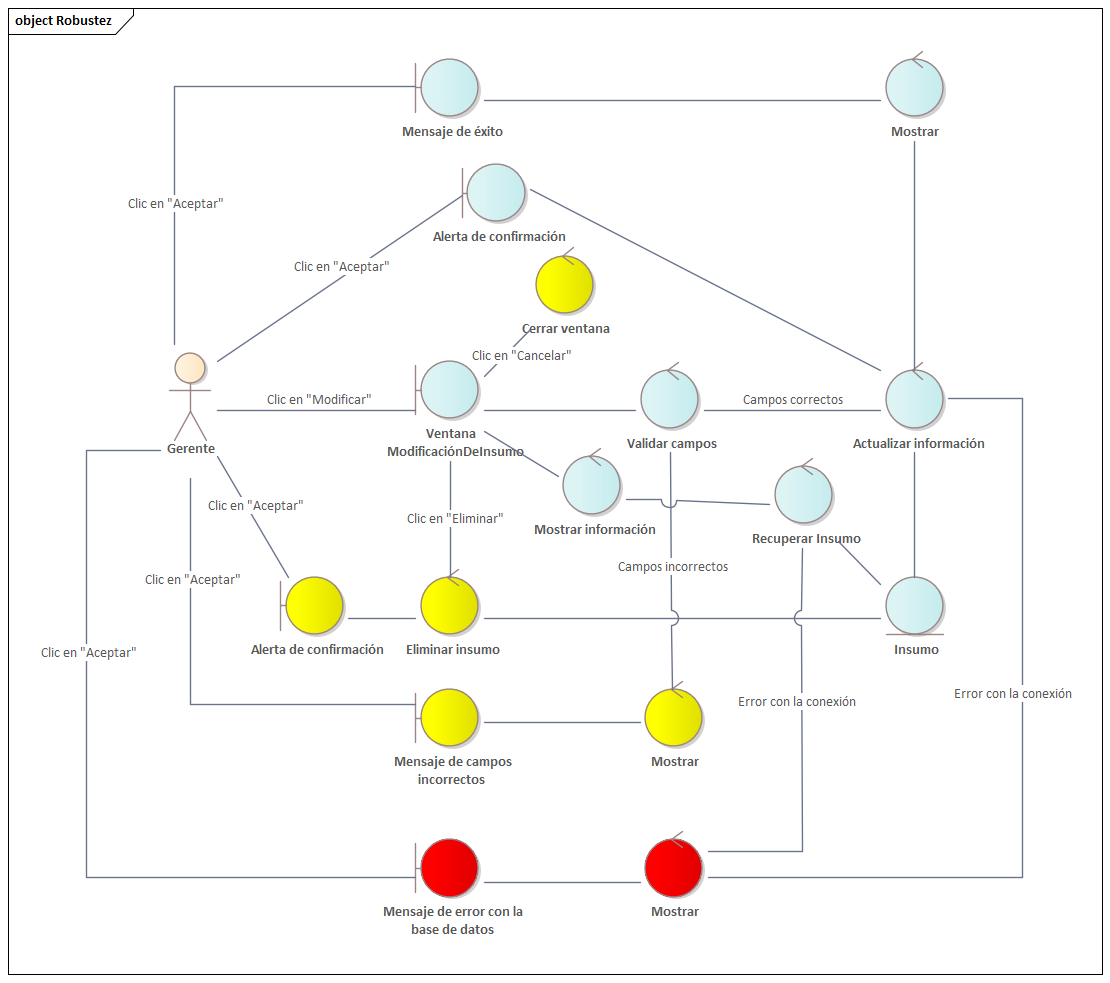 object Robustez
Mensaje de éxito
Mostrar
Clic en "Aceptar"
Alerta de confirmación
Clic en "Aceptar"
Cerrar ventana
Clic en "Cancelar"
Clic en "Modificar"
Campos correctos
Gerente
Ventana
ModificaciónDeInsumo
Validar campos
Actualizar información
Clic en "Aceptar"
Clic en "Eliminar"
Mostrar información
Recuperar Insumo
Clic en "Aceptar"
Campos incorrectos
Clic en "Aceptar"
Alerta de confirmación
Eliminar insumo
Insumo
Error con la conexión
Error con la conexión
Mensaje de campos
incorrectos
Mostrar
Mensaje de error con la
base de datos
Mostrar